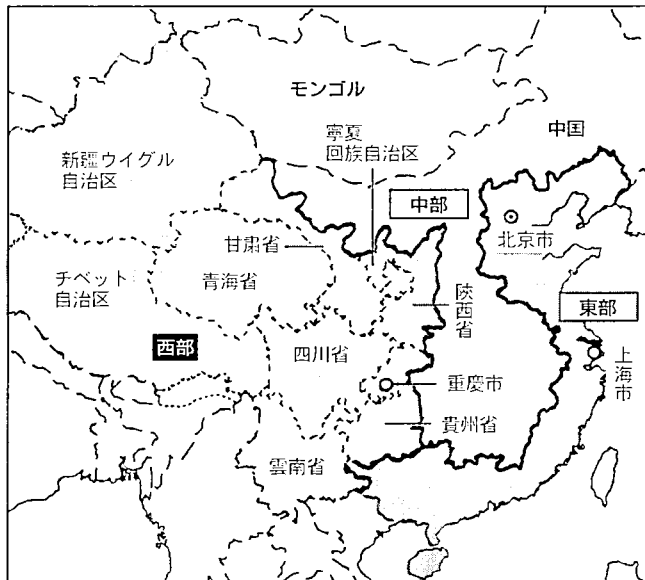 モンゴル
中国
寧夏
回族自治区
新疆ウイグル
自治区
中部
北京市
甘粛省
青海省
チベット
自治区
陝西省
東部
西部
四川省
上海市
重慶市
貴州省
雲南省